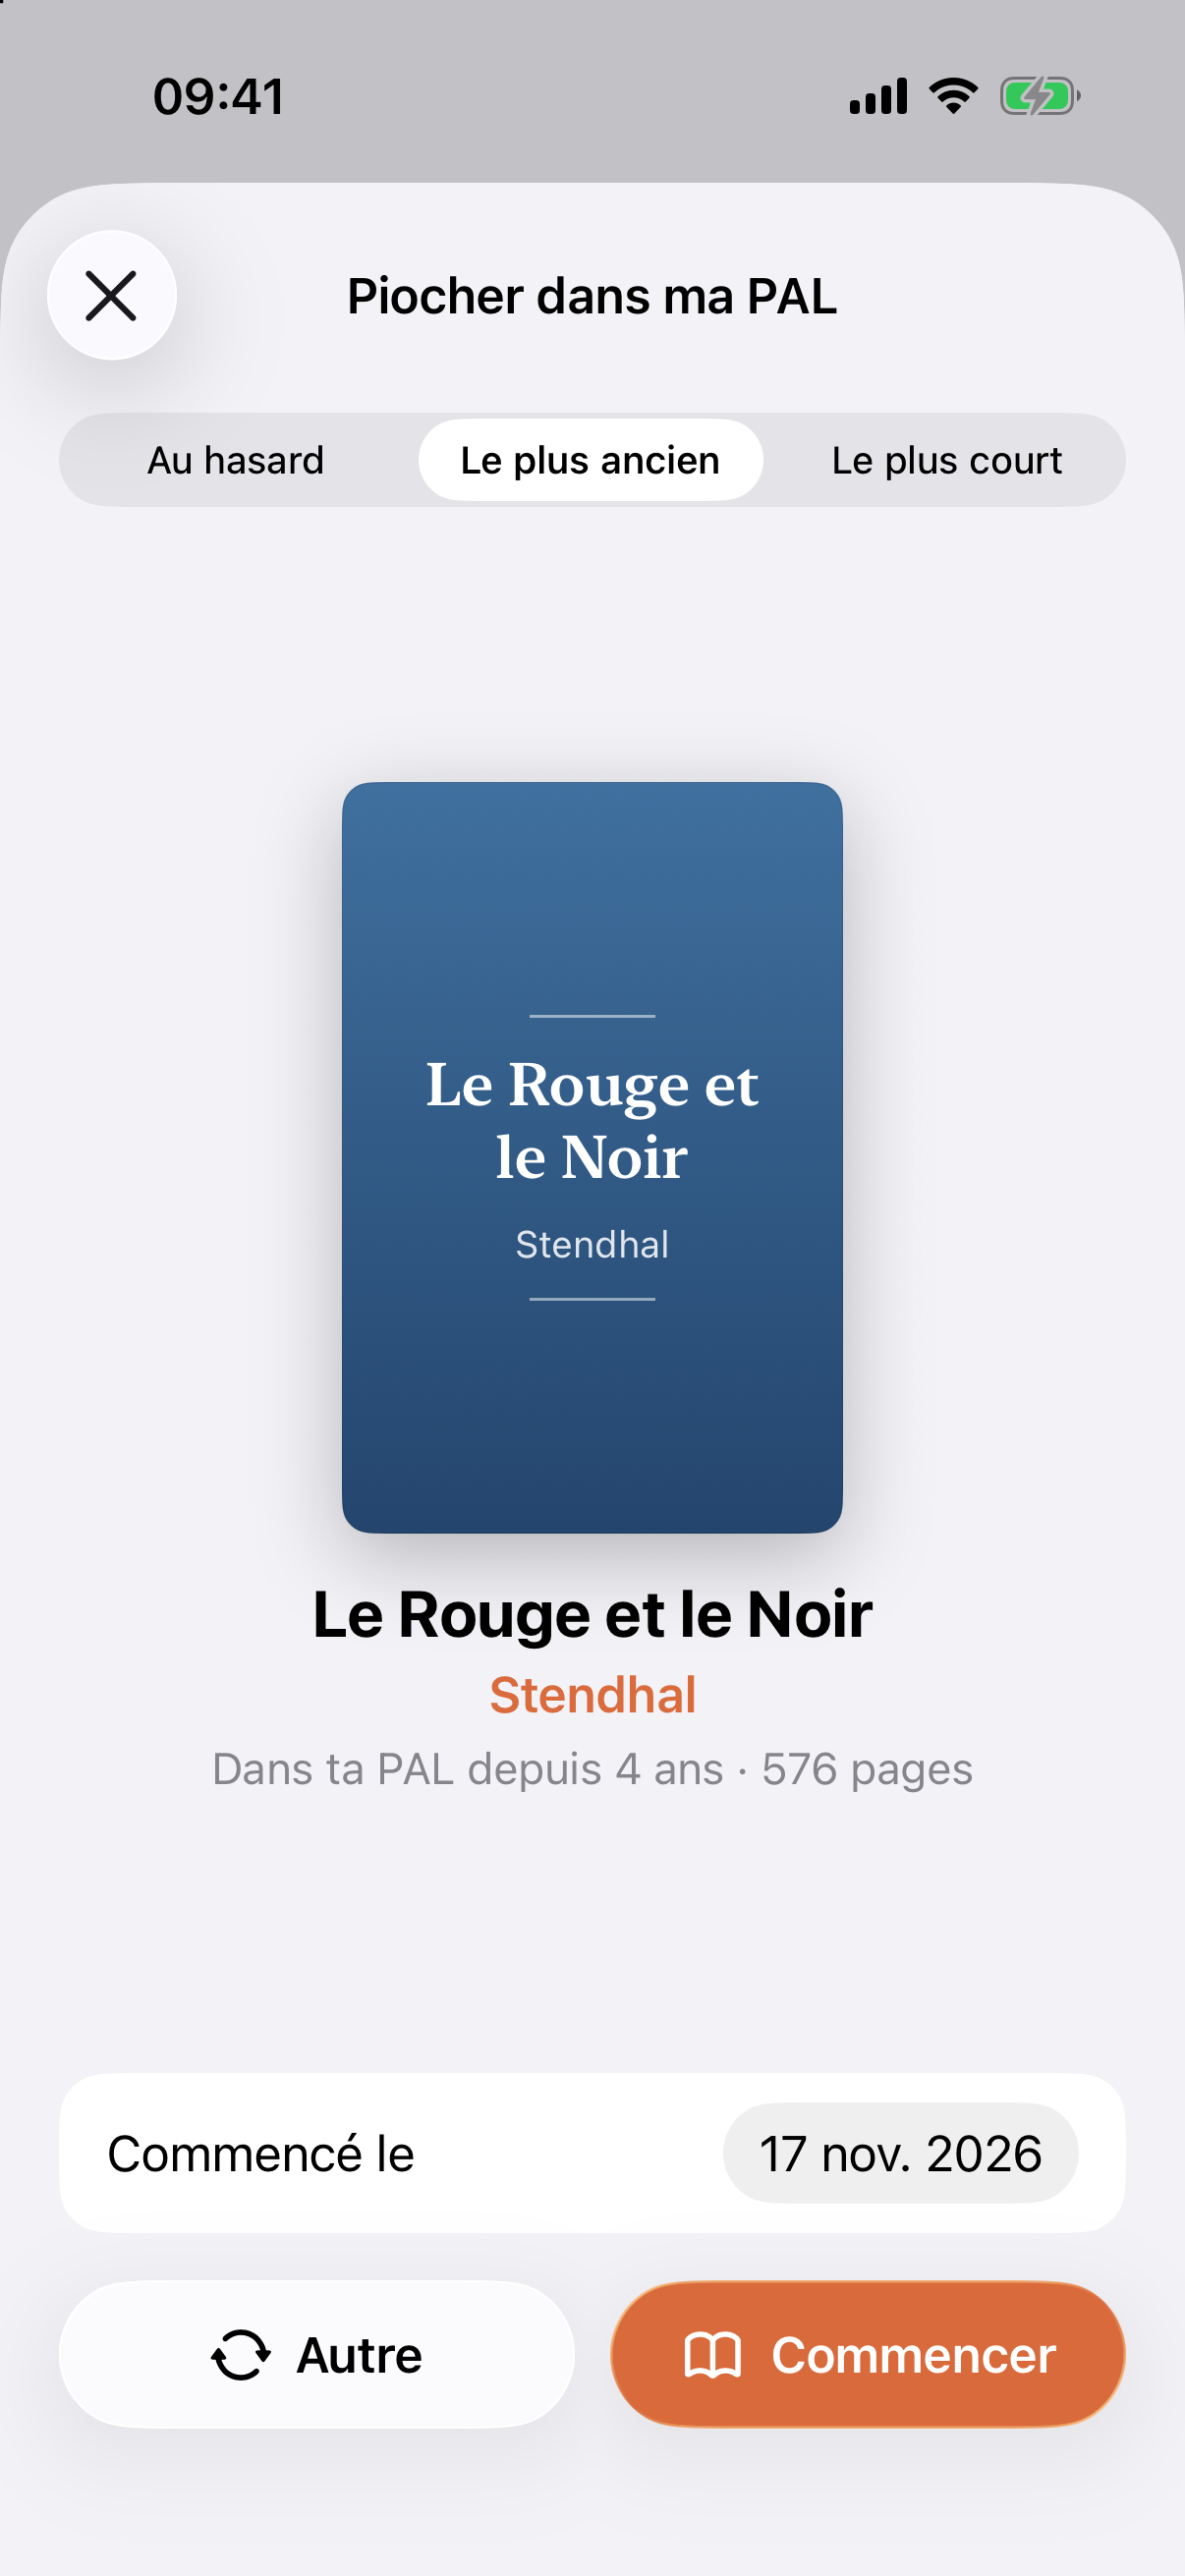 09:41
Piocher dans ma PAL
Au hasard
Le plus ancien
Le plus court
Le Rouge et
le Noir
Stendhal
Le Rouge et le Noir
Stendhal
Dans ta PAL depuis 4 ans · 576 pages
Commencé le
17 nov. 2026
Autre
Commencer